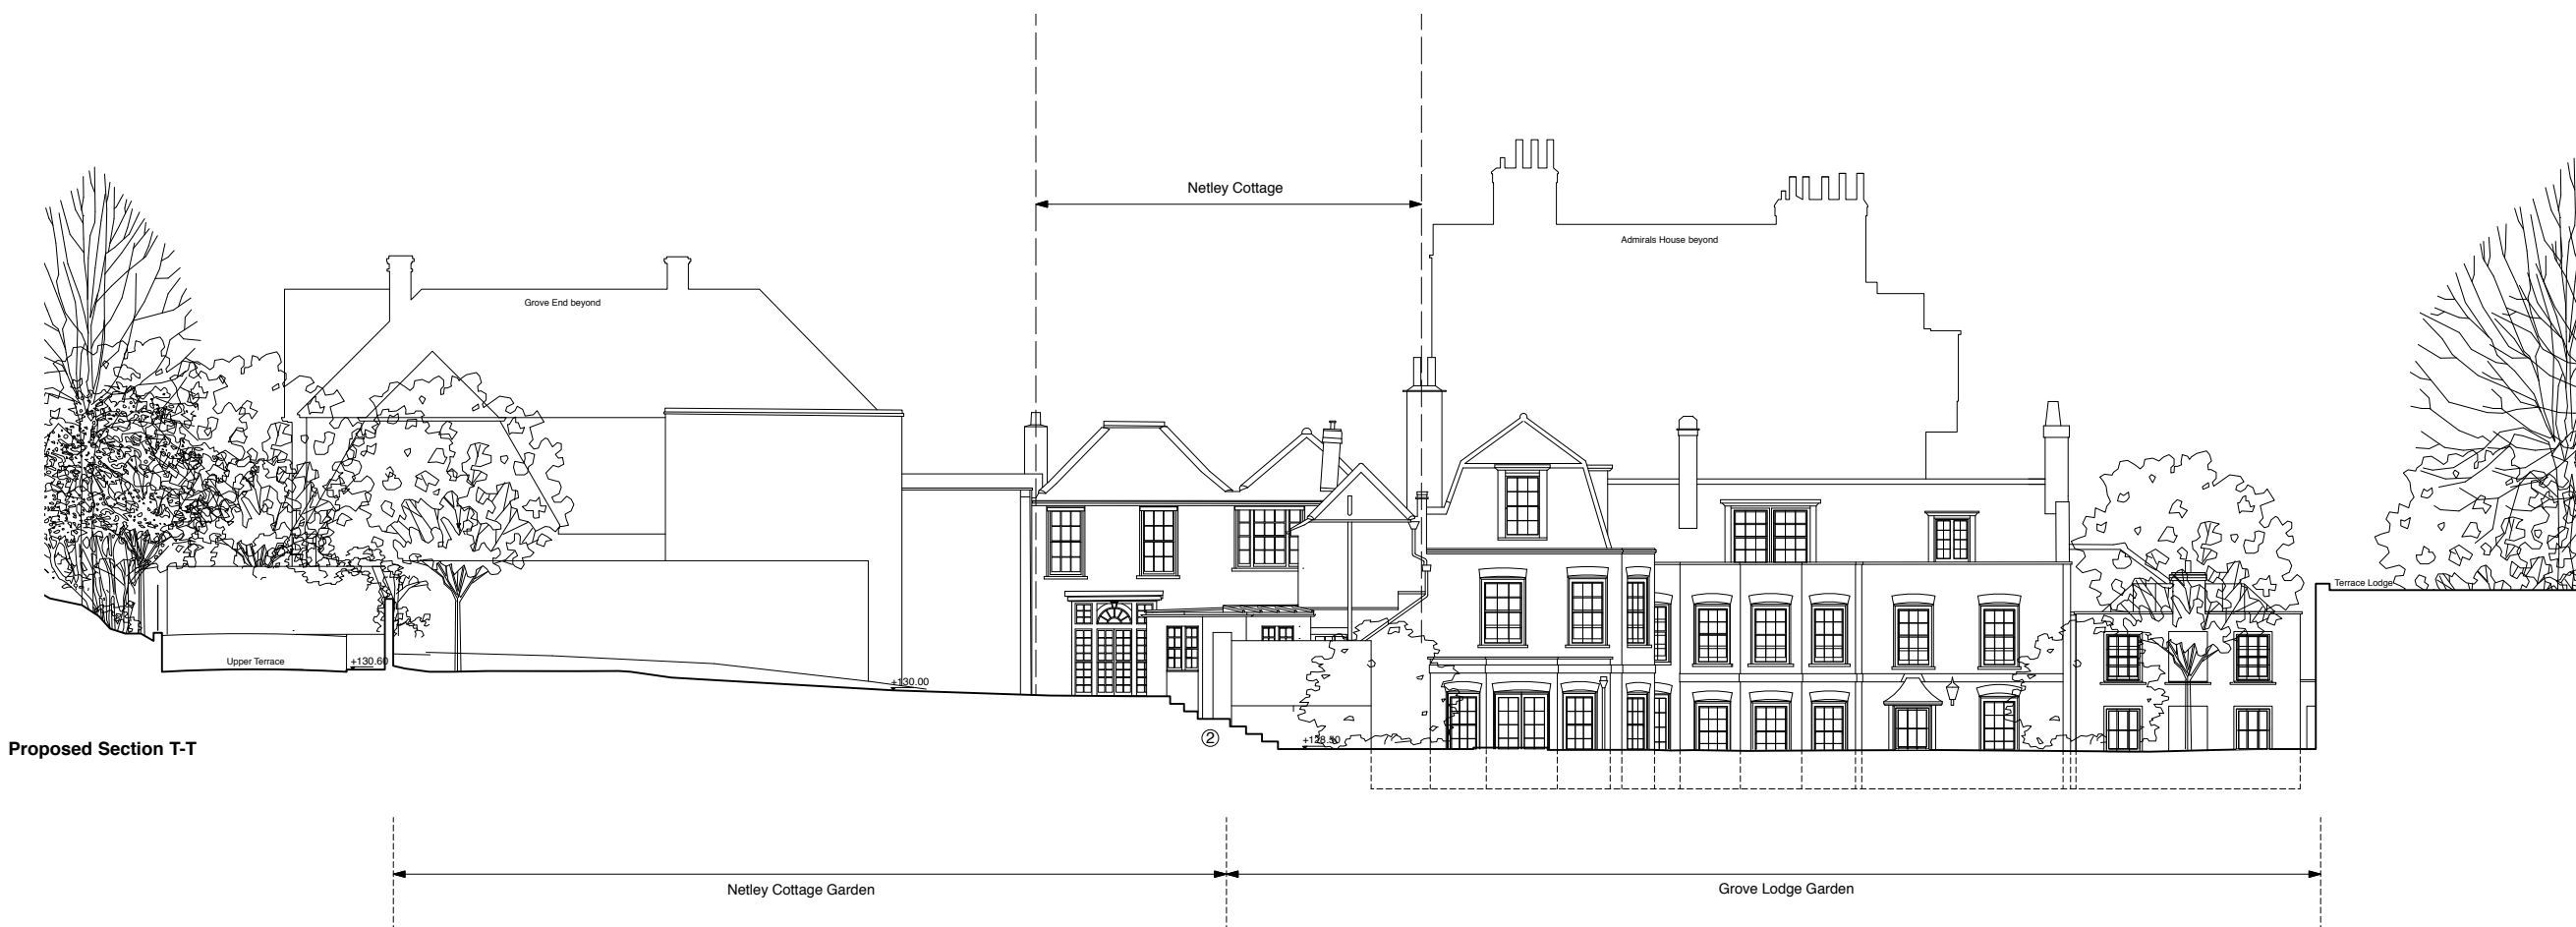 Netley Cottage
Admirals House beyond
Grove End beyond
Terrace Lodge
Upper Terrace
+130.60
+130.00
+128.50
②
Proposed Section T-T
Netley Cottage Garden
Grove Lodge Garden